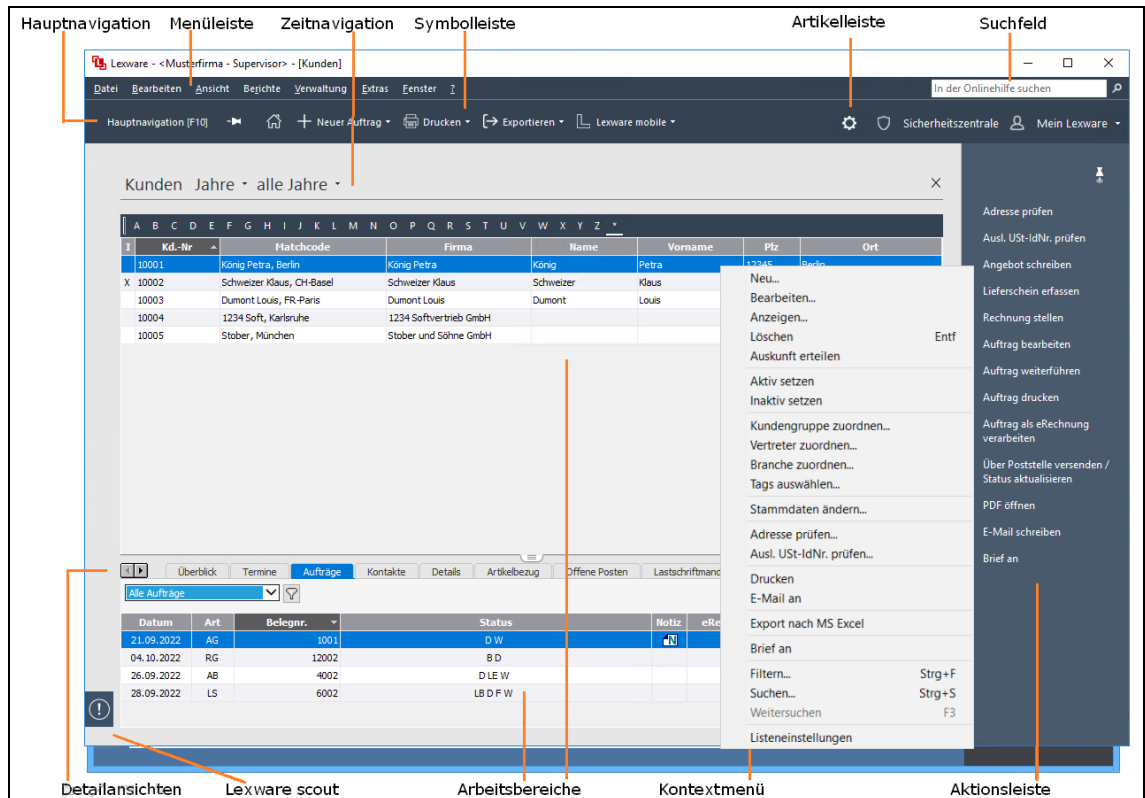 Hauptnavigation Menüleiste Zeitnavigation Symbolleiste Artikelleiste Suchfeld
Lexware - <Musterfirma - Supervisor> - [Kunden]
Datei Bearbeiten Ansicht Berichte Verwaltung Extras Fenster ? In der Onlinehilfe suchen
Hauptnavigation [F10] Neuer Auftrag Drucken Exportieren Lexware mobile Sicherheitszentrale Mein Lexware
Kunden Jahre alle Jahre
A B C D E F G H I J K L M N O P Q R S T U V W X Y Z *
I Kd.-Nr Matchcode Firma Name Vorname Plz Ort
10001 König Petra, Berlin König Petra König Petra 12345 Berlin
X 10002 Schweizer Klaus, CH-Basel Schweizer Klaus Schweizer Klaus
10003 Dumont Louis, FR-Paris Dumont Louis Dumont Louis
10004 1234 Soft, Karlsruhe 1234 Softvertrieb GmbH
10005 Stober, München Stober und Söhne GmbH
Neu...
Bearbeiten...
Anzeigen...
Löschen Entf
Auskunft erteilen
Aktiv setzen
Inaktiv setzen
Kundengruppe zuordnen...
Vertreter zuordnen...
Branche zuordnen...
Tags auswählen...
Stammdaten ändern...
Adresse prüfen...
Ausl. USt-IdNr. prüfen...
Drucken
E-Mail an
Export nach MS Excel
Brief an
Filtern... Strg+F
Suchen... Strg+S
Weitersuchen F3
Listeneinstellungen
Adresse prüfen
Ausl. USt-IdNr. prüfen
Angebot schreiben
Lieferschein erfassen
Rechnung stellen
Auftrag bearbeiten
Auftrag weiterführen
Auftrag drucken
Auftrag als eRechnung
verarbeiten
Über Poststelle versenden /
Status aktualisieren
PDF öffnen
E-Mail schreiben
Brief an
Überblick Termine Aufträge Kontakte Details Artikelbezug Offene Posten Lastschriftmand
Alle Aufträge
Datum Art Belegnr. Status Notiz eRe
21.09.2022 AG 1001 D W N
04.10.2022 RG 12002 B D
26.09.2022 AB 4002 D LE W
28.09.2022 LS 6002 LB D F W
Detailansichten Lexware scout Arbeitsbereiche Kontextmenü Aktionsleiste